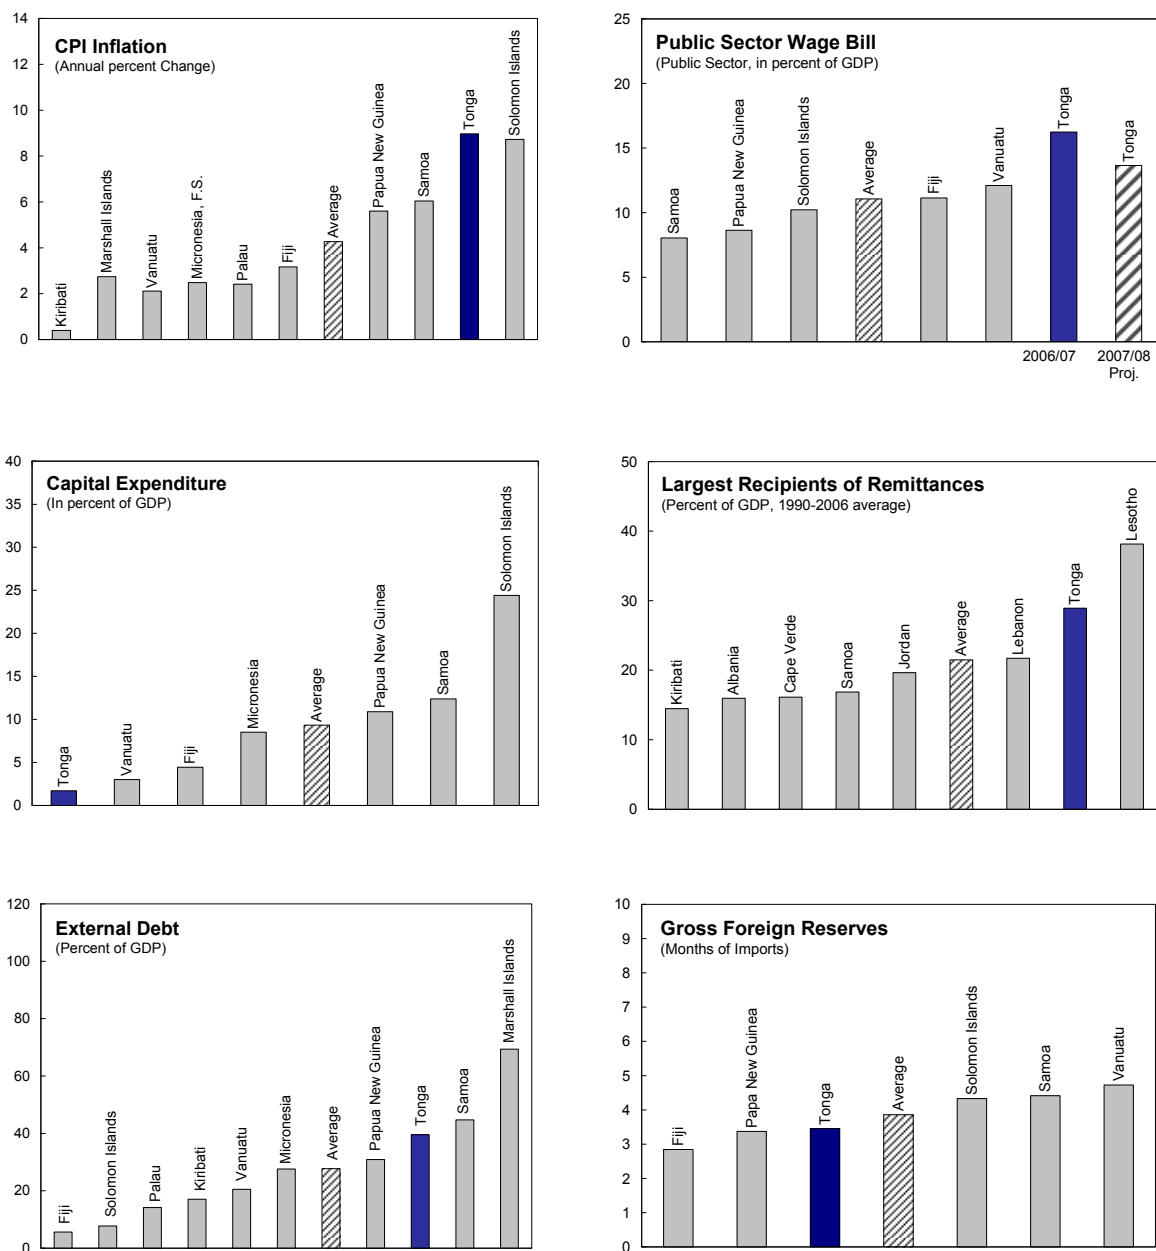 CPI Inflation
(Annual percent Change)
14
12
10
8
6
4
2
0
Kiribati
Marshall Islands
Vanuatu
Micronesia, F.S.
Palau
Fiji
Average
Papua New Guinea
Samoa
Tonga
Solomon Islands
Public Sector Wage Bill
(Public Sector, in percent of GDP)
25
20
15
10
5
0
Samoa
Papua New Guinea
Solomon Islands
Average
Fiji
Vanuatu
Tonga
Tonga
2006/07
2007/08
Proj.
Capital Expenditure
(In percent of GDP)
40
35
30
25
20
15
10
5
0
Tonga
Vanuatu
Fiji
Micronesia
Average
Papua New Guinea
Samoa
Solomon Islands
Largest Recipients of Remittances
(Percent of GDP, 1990-2006 average)
50
40
30
20
10
0
Kiribati
Albania
Cape Verde
Samoa
Jordan
Average
Lebanon
Tonga
Lesotho
External Debt
(Percent of GDP)
120
100
80
60
40
20
0
Fiji
Solomon Islands
Palau
Kiribati
Vanuatu
Micronesia
Average
Papua New Guinea
Tonga
Samoa
Marshall Islands
Gross Foreign Reserves
(Months of Imports)
10
9
8
7
6
5
4
3
2
1
0
Fiji
Papa New Guinea
Tonga
Average
Solomon Islands
Samoa
Vanuatu